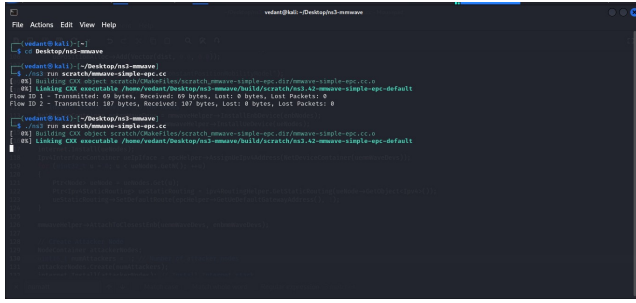 vedant@kali: ~/Desktop/ns3-mmwave
File Actions Edit View Help
┌──(vedant㉿kali)-[~]
└─$ cd Desktop/ns3-mmwave
┌──(vedant㉿kali)-[~/Desktop/ns3-mmwave]
└─$ ./ns3 run scratch/mmwave-simple-epc.cc
[ 0%] Building CXX object scratch/CMakeFiles/scratch_mmwave-simple-epc.dir/mmwave-simple-epc.cc.o
[ 0%] Linking CXX executable /home/vedant/Desktop/ns3-mmwave/build/scratch/ns3.42-mmwave-simple-epc-default
Flow ID 1 - Transmitted: 69 bytes, Received: 69 bytes, Lost: 0 bytes, Lost Packets: 0
Flow ID 2 - Transmitted: 107 bytes, Received: 107 bytes, Lost: 0 bytes, Lost Packets: 0
┌──(vedant㉿kali)-[~/Desktop/ns3-mmwave]
└─$ ./ns3 run scratch/mmwave-simple-epc.cc
[ 0%] Building CXX object scratch/CMakeFiles/scratch_mmwave-simple-epc.dir/mmwave-simple-epc.cc.o
[ 0%] Linking CXX executable /home/vedant/Desktop/ns3-mmwave/build/scratch/ns3.42-mmwave-simple-epc-default